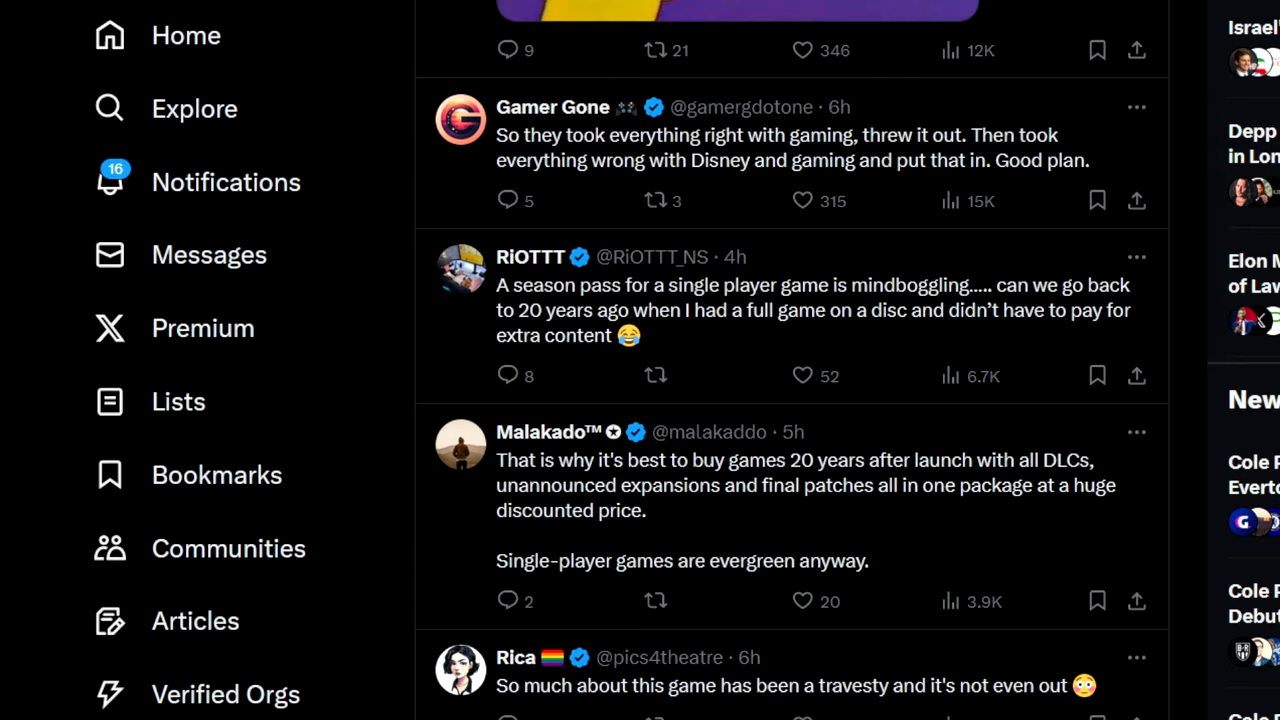 Home
Explore
16
Notifications
Messages
Premium
Lists
Bookmarks
Communities
Articles
Verified Orgs
9 21 346 12K
Gamer Gone 🎮 @gamergdotone · 6h
So they took everything right with gaming, threw it out. Then took
everything wrong with Disney and gaming and put that in. Good plan.
5 3 315 15K
RiOTTT @RiOTTT_NS · 4h
A season pass for a single player game is mindboggling..... can we go back
to 20 years ago when I had a full game on a disc and didn’t have to pay for
extra content 😂
8 52 6.7K
Malakado™ ✪ @malakaddo · 5h
That is why it's best to buy games 20 years after launch with all DLCs,
unannounced expansions and final patches all in one package at a huge
discounted price.
Single-player games are evergreen anyway.
2 20 3.9K
Rica 🏳️‍🌈 @pics4theatre · 6h
So much about this game has been a travesty and it's not even out 😳
Israel'
Depp
in Lon
Elon M
of Law
New
Cole P
Everto
Cole P
Debut